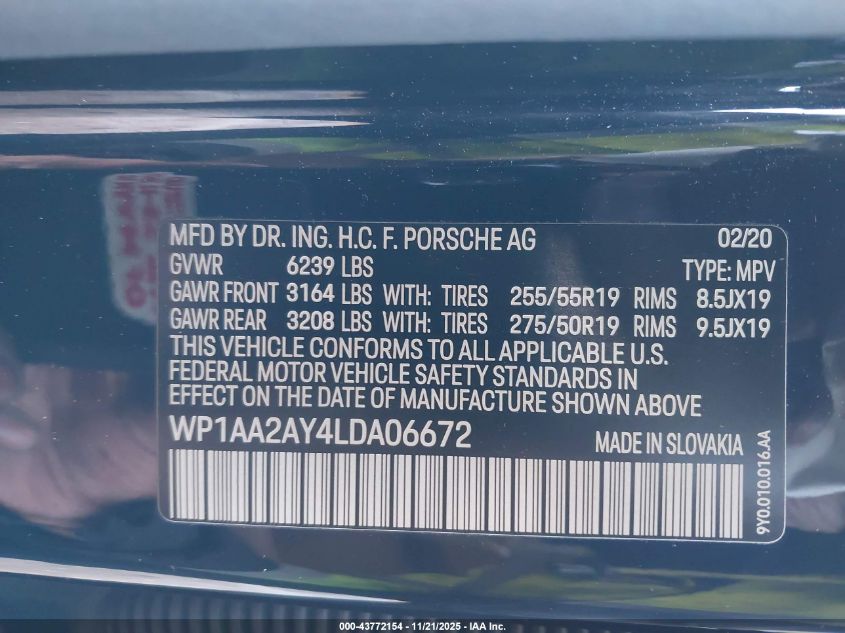 MFD BY DR. ING. H.C. F. PORSCHE AG 02/20
GVWR 6239 LBS TYPE: MPV
GAWR FRONT 3164 LBS WITH: TIRES 255/55R19 RIMS 8.5JX19
GAWR REAR 3208 LBS WITH: TIRES 275/50R19 RIMS 9.5JX19
THIS VEHICLE CONFORMS TO ALL APPLICABLE U.S.
FEDERAL MOTOR VEHICLE SAFETY STANDARDS IN
EFFECT ON THE DATE OF MANUFACTURE SHOWN ABOVE
WP1AA2AY4LDA06672 MADE IN SLOVAKIA
9Y0.010.016.AA
000-43772154 - 11/21/2025 - IAA Inc.